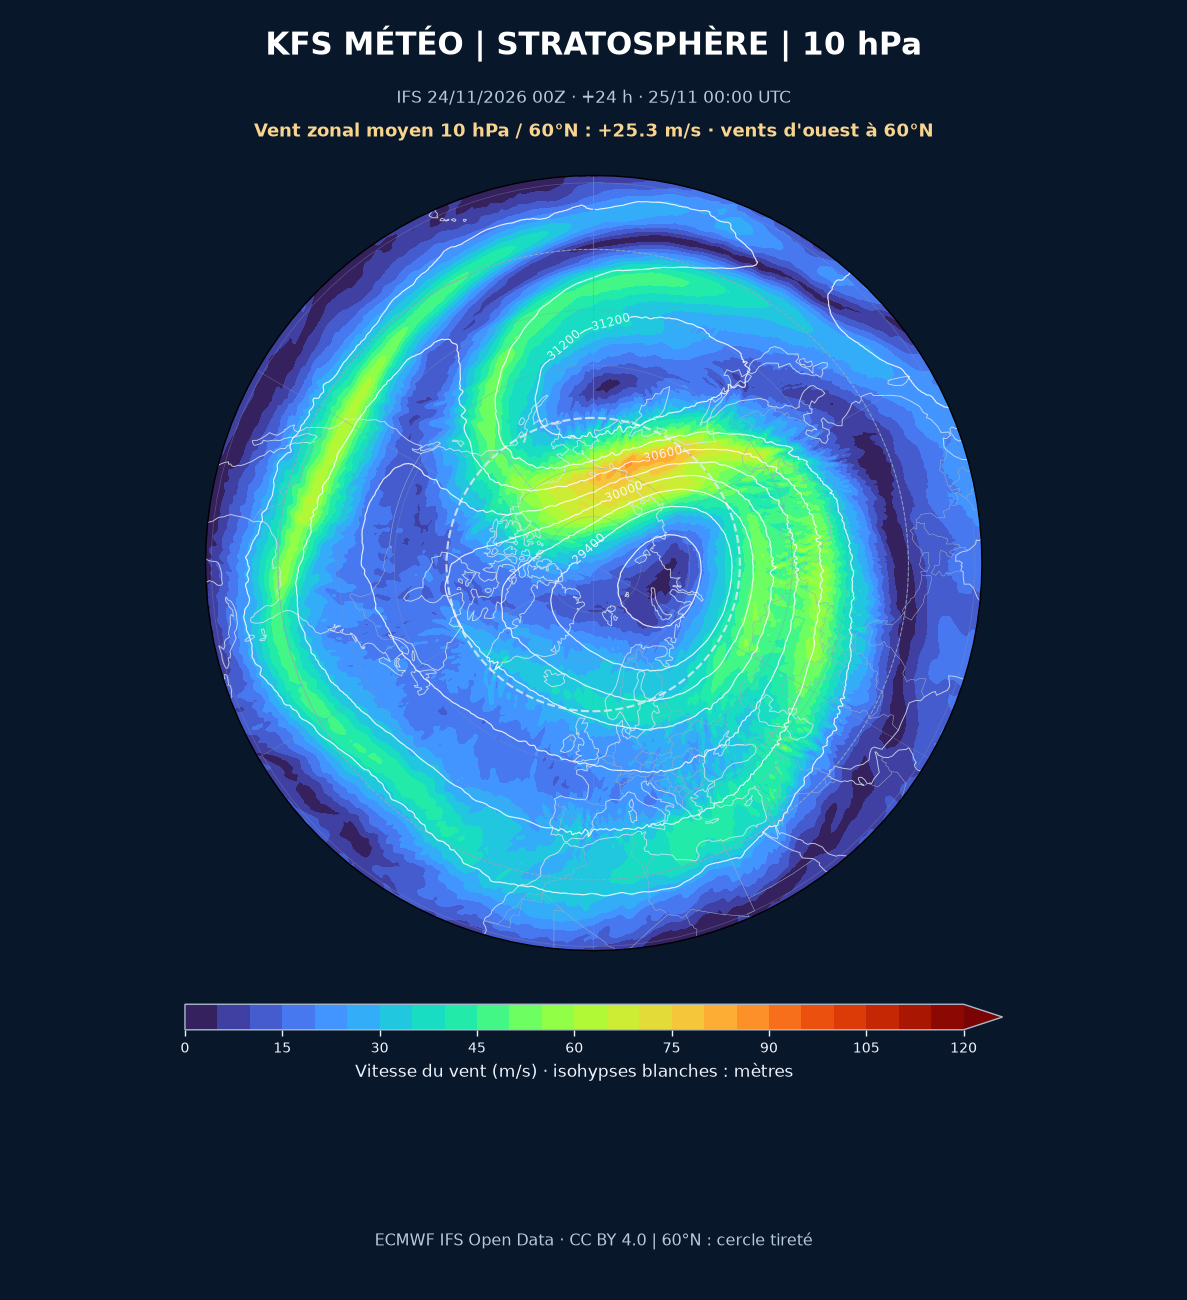 KFS MÉTÉO | STRATOSPHÈRE | 10 hPa
IFS 24/11/2026 00Z · +24 h · 25/11 00:00 UTC
Vent zonal moyen 10 hPa / 60°N : +25.3 m/s · vents d'ouest à 60°N
31200
31200
30600
30000
29400
0 15 30 45 60 75 90 105 120
Vitesse du vent (m/s) · isohypses blanches : mètres
ECMWF IFS Open Data · CC BY 4.0 | 60°N : cercle tireté